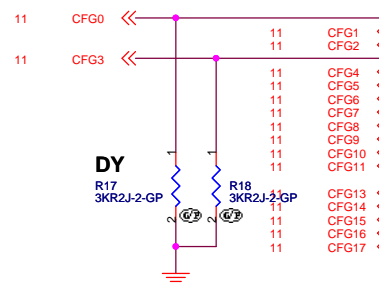 11 CFG0
11 CFG1
11 CFG2
11 CFG3
11 CFG4
11 CFG5
11 CFG6
11 CFG7
11 CFG8
11 CFG9
11 CFG10
11 CFG11
1 1
DY
R17 R18
3KR2J-2-GP 3KR2J-2-GP
11 CFG13
11 CFG14
2 G/P 2 G/P
11 CFG15
11 CFG16
11 CFG17